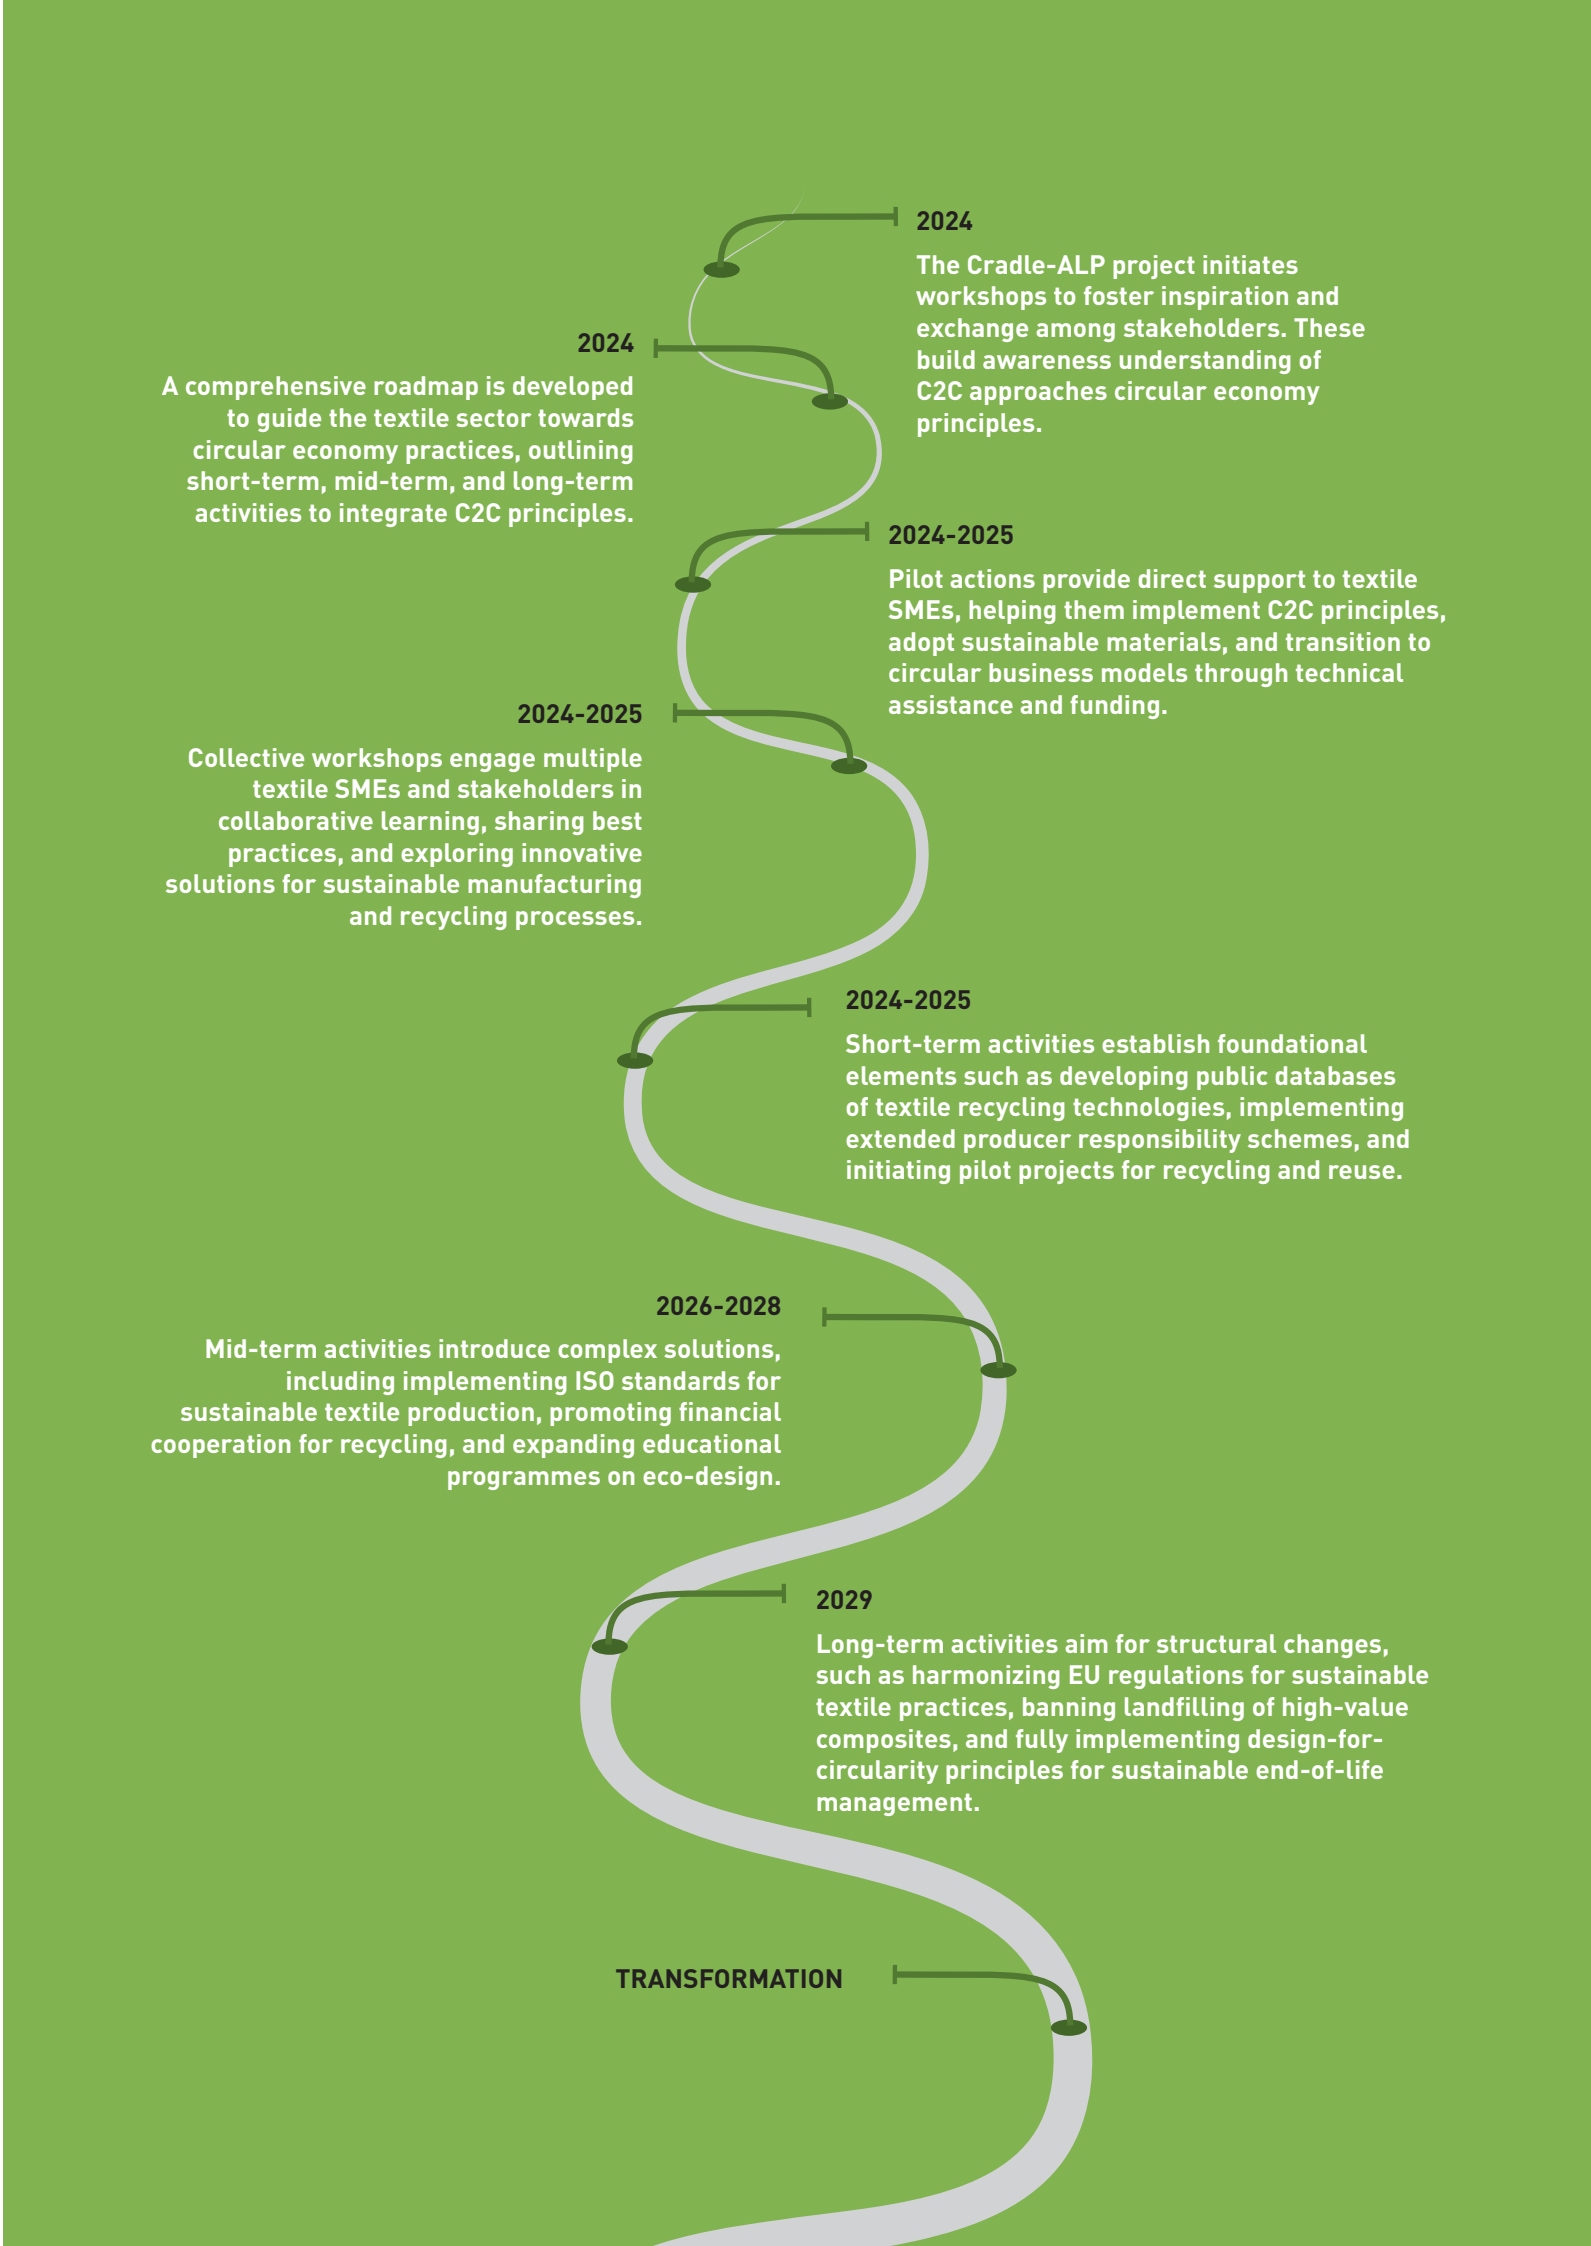 2024
The Cradle-ALP project initiates
workshops to foster inspiration and
exchange among stakeholders. These
build awareness understanding of
C2C approaches circular economy
principles.
2024
A comprehensive roadmap is developed
to guide the textile sector towards
circular economy practices, outlining
short-term, mid-term, and long-term
activities to integrate C2C principles.
2024-2025
Pilot actions provide direct support to textile
SMEs, helping them implement C2C principles,
adopt sustainable materials, and transition to
circular business models through technical
assistance and funding.
2024-2025
Collective workshops engage multiple
textile SMEs and stakeholders in
collaborative learning, sharing best
practices, and exploring innovative
solutions for sustainable manufacturing
and recycling processes.
2024-2025
Short-term activities establish foundational
elements such as developing public databases
of textile recycling technologies, implementing
extended producer responsibility schemes, and
initiating pilot projects for recycling and reuse.
2026-2028
Mid-term activities introduce complex solutions,
including implementing ISO standards for
sustainable textile production, promoting financial
cooperation for recycling, and expanding educational
programmes on eco-design.
2029
Long-term activities aim for structural changes,
such as harmonizing EU regulations for sustainable
textile practices, banning landfilling of high-value
composites, and fully implementing design-for-
circularity principles for sustainable end-of-life
management.
TRANSFORMATION